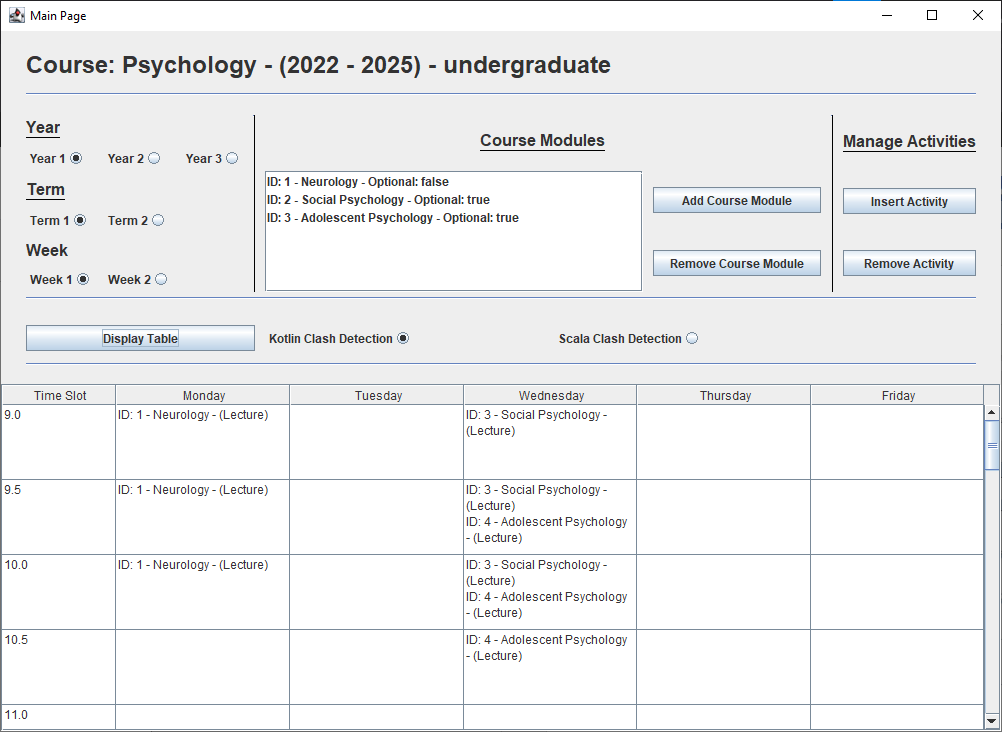 Main Page
Course: Psychology - (2022 - 2025) - undergraduate
Year
Year 1 Year 2 Year 3
Term
Term 1 Term 2
Week
Week 1 Week 2
Course Modules
ID: 1 - Neurology - Optional: false
ID: 2 - Social Psychology - Optional: true
ID: 3 - Adolescent Psychology - Optional: true
Add Course Module
Remove Course Module
Manage Activities
Insert Activity
Remove Activity
Display Table Kotlin Clash Detection Scala Clash Detection
Time Slot Monday Tuesday Wednesday Thursday Friday
9.0
ID: 1 - Neurology - (Lecture)
ID: 3 - Social Psychology -
(Lecture)
9.5
ID: 1 - Neurology - (Lecture)
ID: 3 - Social Psychology -
(Lecture)
ID: 4 - Adolescent Psychology
- (Lecture)
10.0
ID: 1 - Neurology - (Lecture)
ID: 3 - Social Psychology -
(Lecture)
ID: 4 - Adolescent Psychology
- (Lecture)
10.5
ID: 4 - Adolescent Psychology
- (Lecture)
11.0